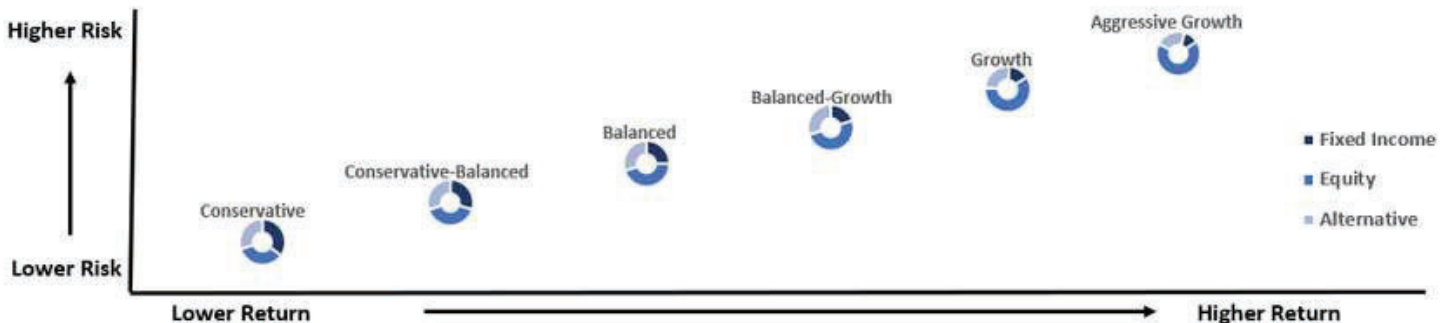 Higher Risk
Aggressive Growth
Growth
Balanced-Growth
Balanced
Conservative-Balanced
Conservative
Lower Risk
Fixed Income
Equity
Alternative
Lower Return
Higher Return